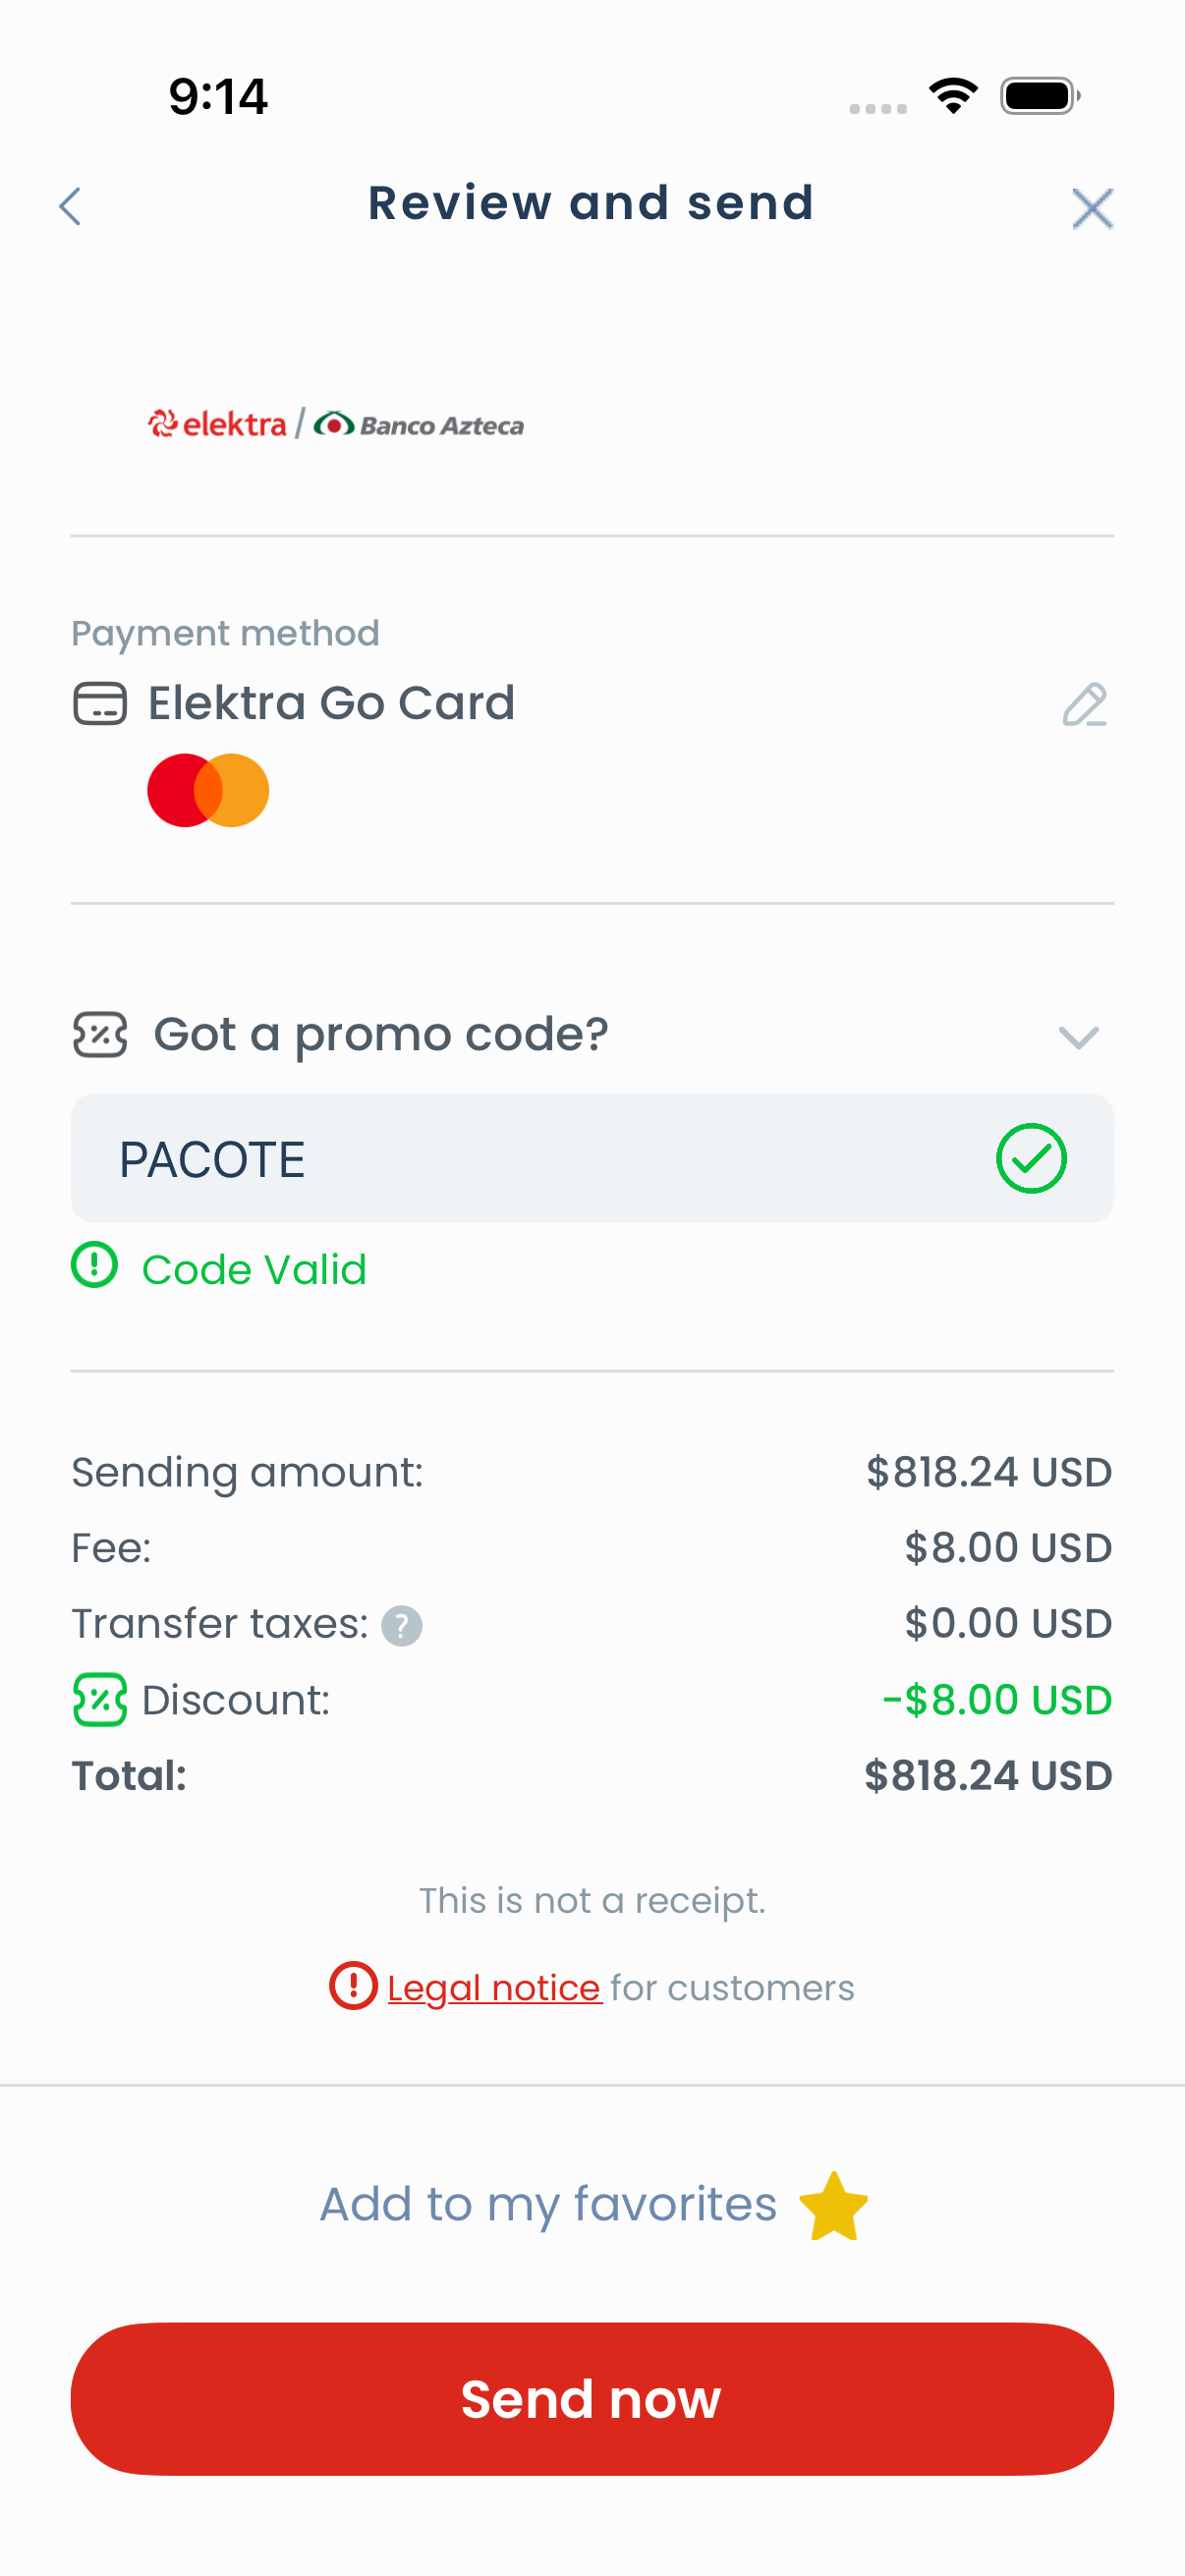 9:14
Review and send
elektra / Banco Azteca
Payment method
Elektra Go Card
Got a promo code?
PACOTE
Code Valid
Sending amount: $818.24 USD
Fee: $8.00 USD
Transfer taxes: ? $0.00 USD
Discount: -$8.00 USD
Total: $818.24 USD
This is not a receipt.
Legal notice for customers
Add to my favorites
Send now